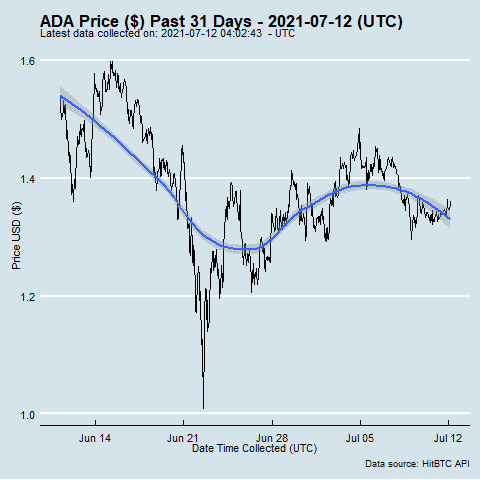 ADA Price ($) Past 31 Days - 2021-07-12 (UTC)
Latest data collected on: 2021-07-12 04:02:43 - UTC
1.6
1.4
1.2
1.0
Price USD ($)
Jun 14 Jun 21 Jun 28 Jul 05 Jul 12
Date Time Collected (UTC)
Data source: HitBTC API